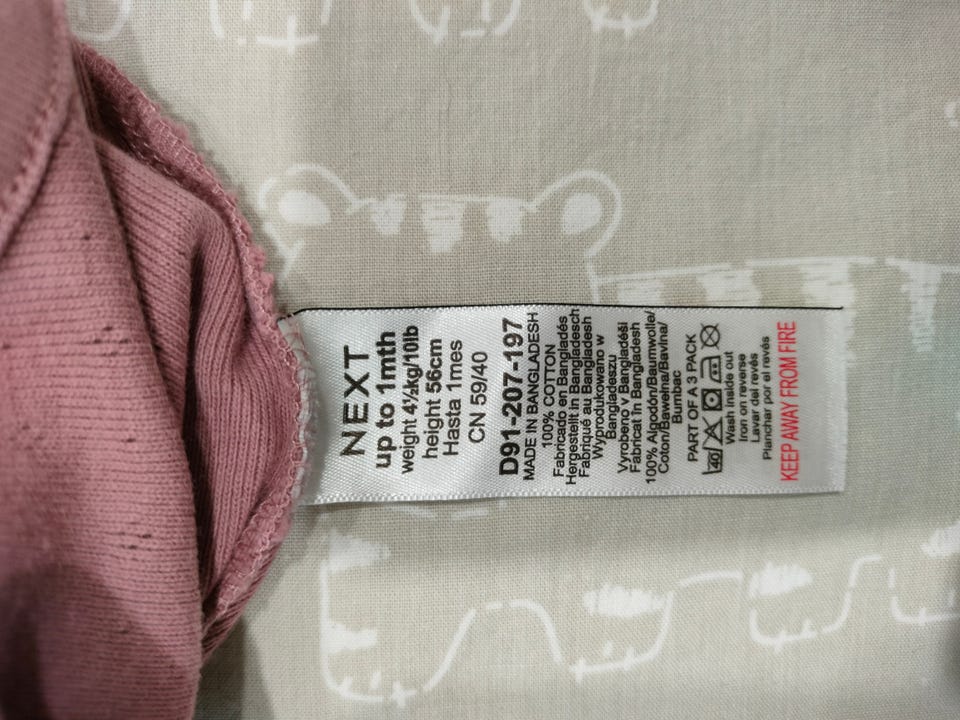 NEXT
up to 1mth
weight 4½kg/10lb
height 56cm
Hasta 1mes
CN 59/40
D91-207-197
MADE IN BANGLADESH
100% COTTON
Fabricado en Bangladés
Hergestellt in Bangladesch
Fabriqué au Bangladesh
Wyprodukowano w
Bangladeszu
Vyrobeno v Bangladéši
Fabricat în Bangladesh
100% Algodón/Baumwolle/
Coton/Bawełna/Bavlna/
Bumbac
PART OF A 3 PACK
40
Wash inside out
Iron on reverse
Lavar del revés
Planchar por el revés
KEEP AWAY FROM FIRE